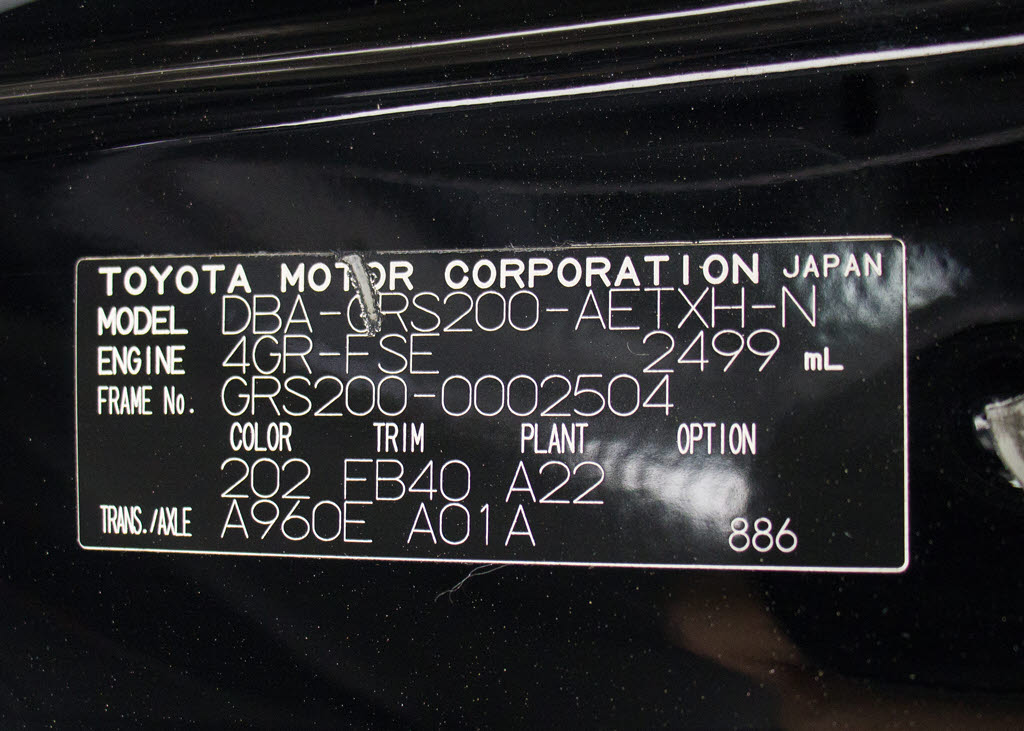 TOYOTA MOTOR CORPORATION JAPAN
MODEL DBA-GRS200-AETXH-N
ENGINE 4GR-FSE 2499 mL
FRAME No. GRS200-0002504
COLOR TRIM PLANT OPTION
202 EB40 A22
TRANS./AXLE A960E A01A 886